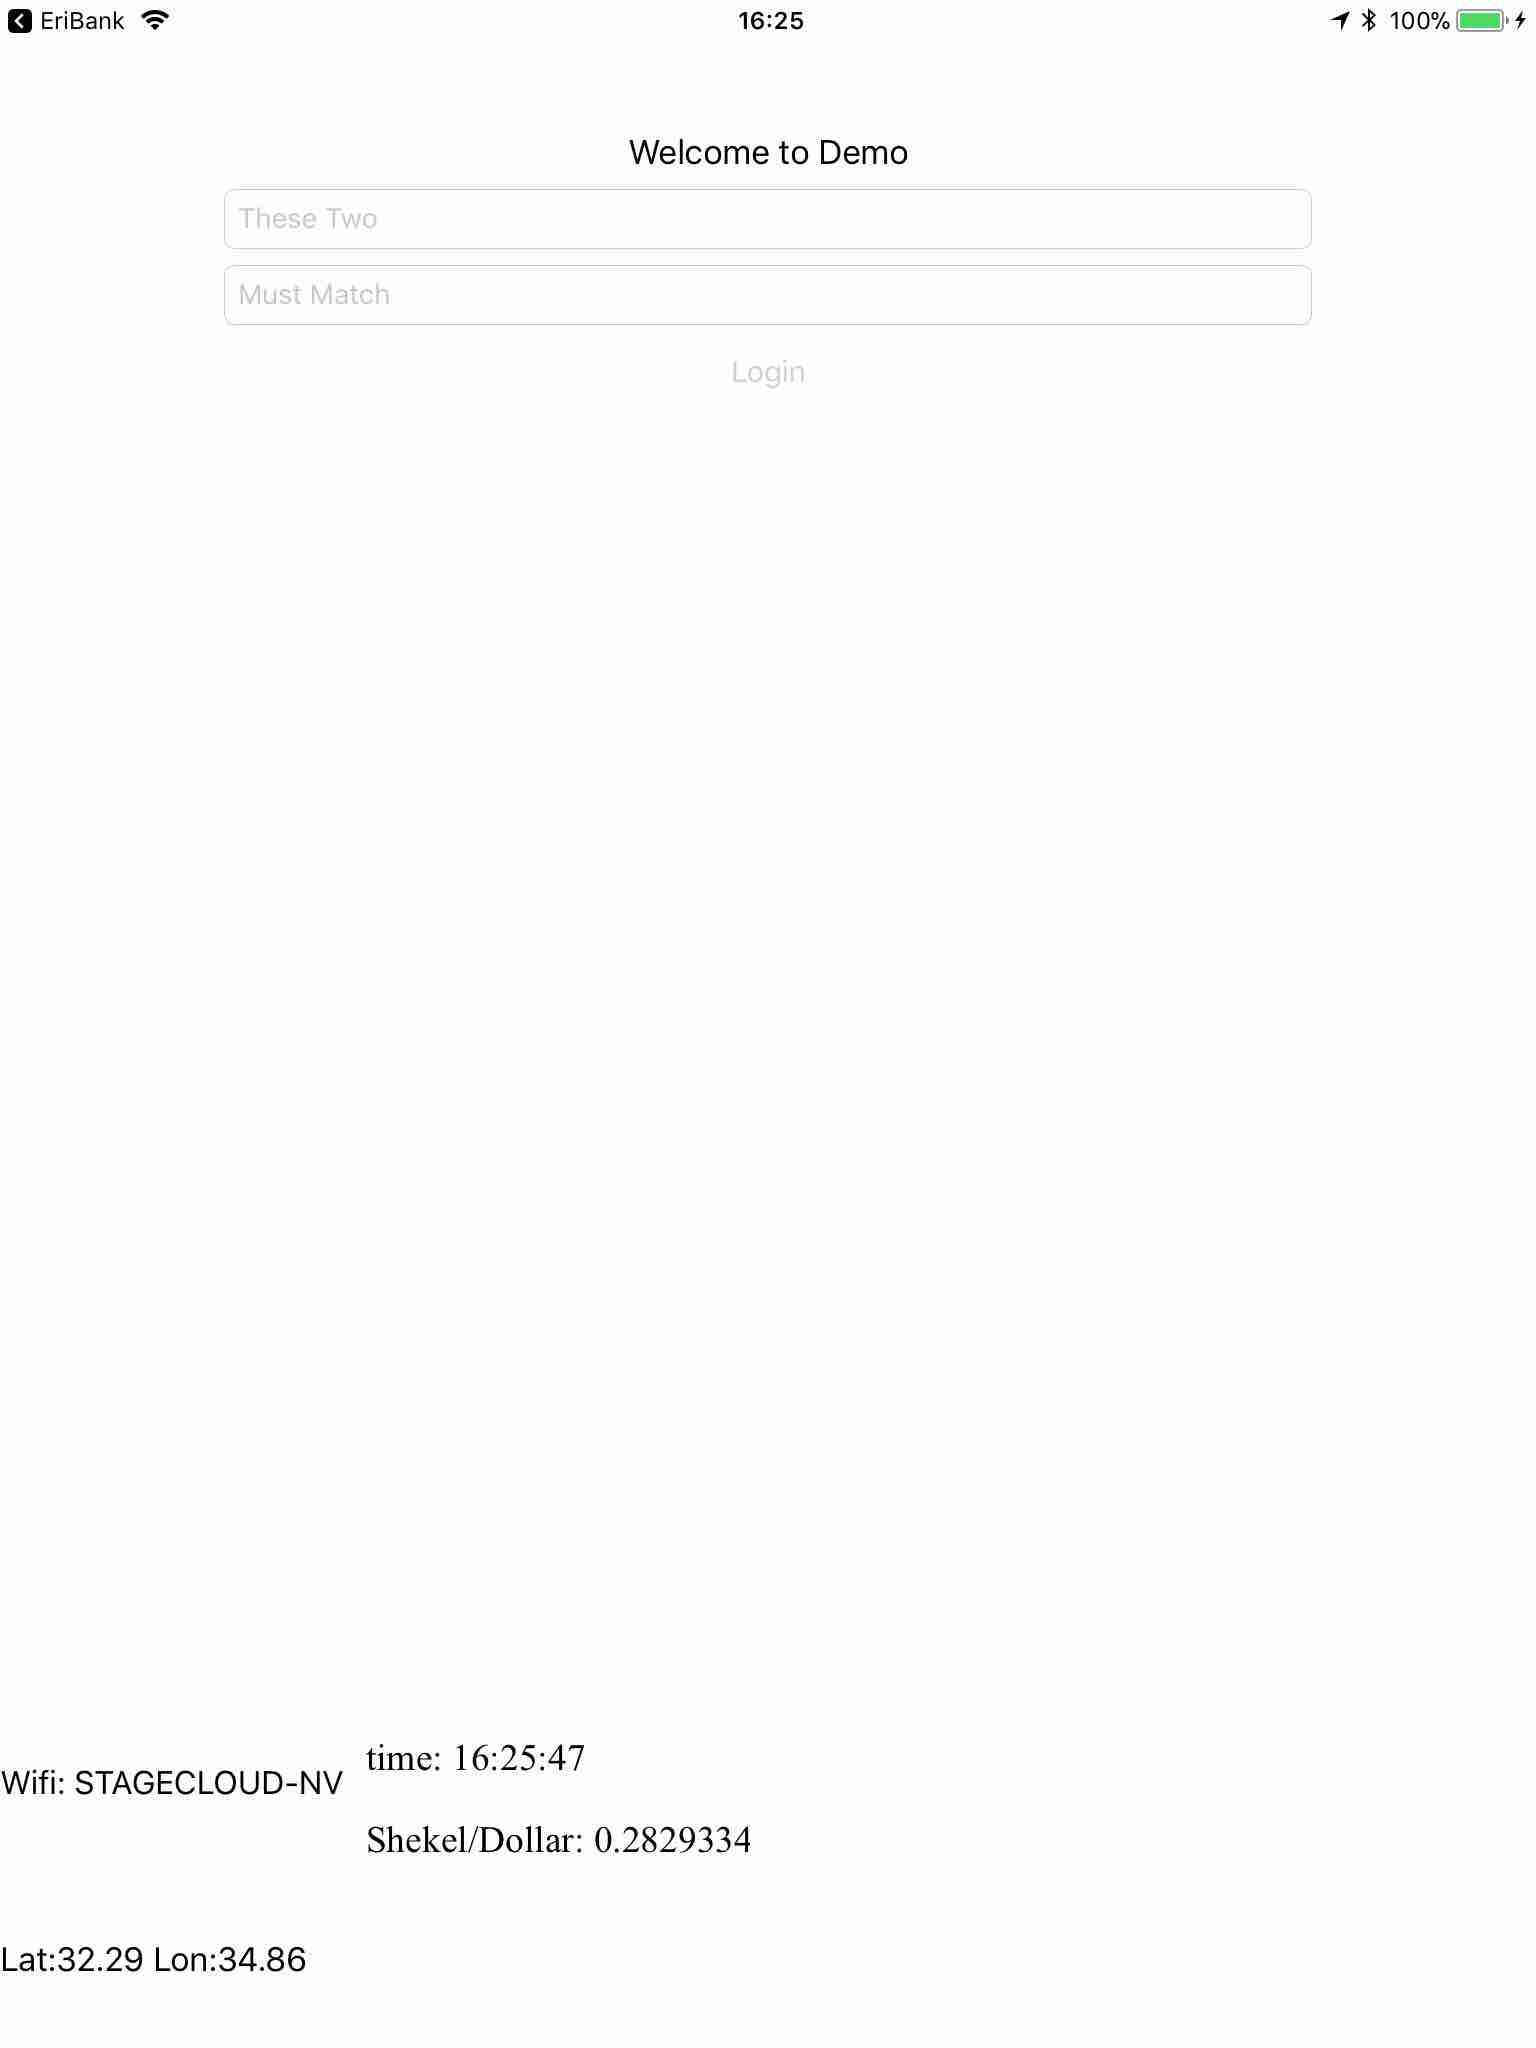 EriBank
16:25
100%
Welcome to Demo
These Two
Must Match
Login
time: 16:25:47
Wifi: STAGECLOUD-NV
Shekel/Dollar: 0.2829334
Lat:32.29 Lon:34.86